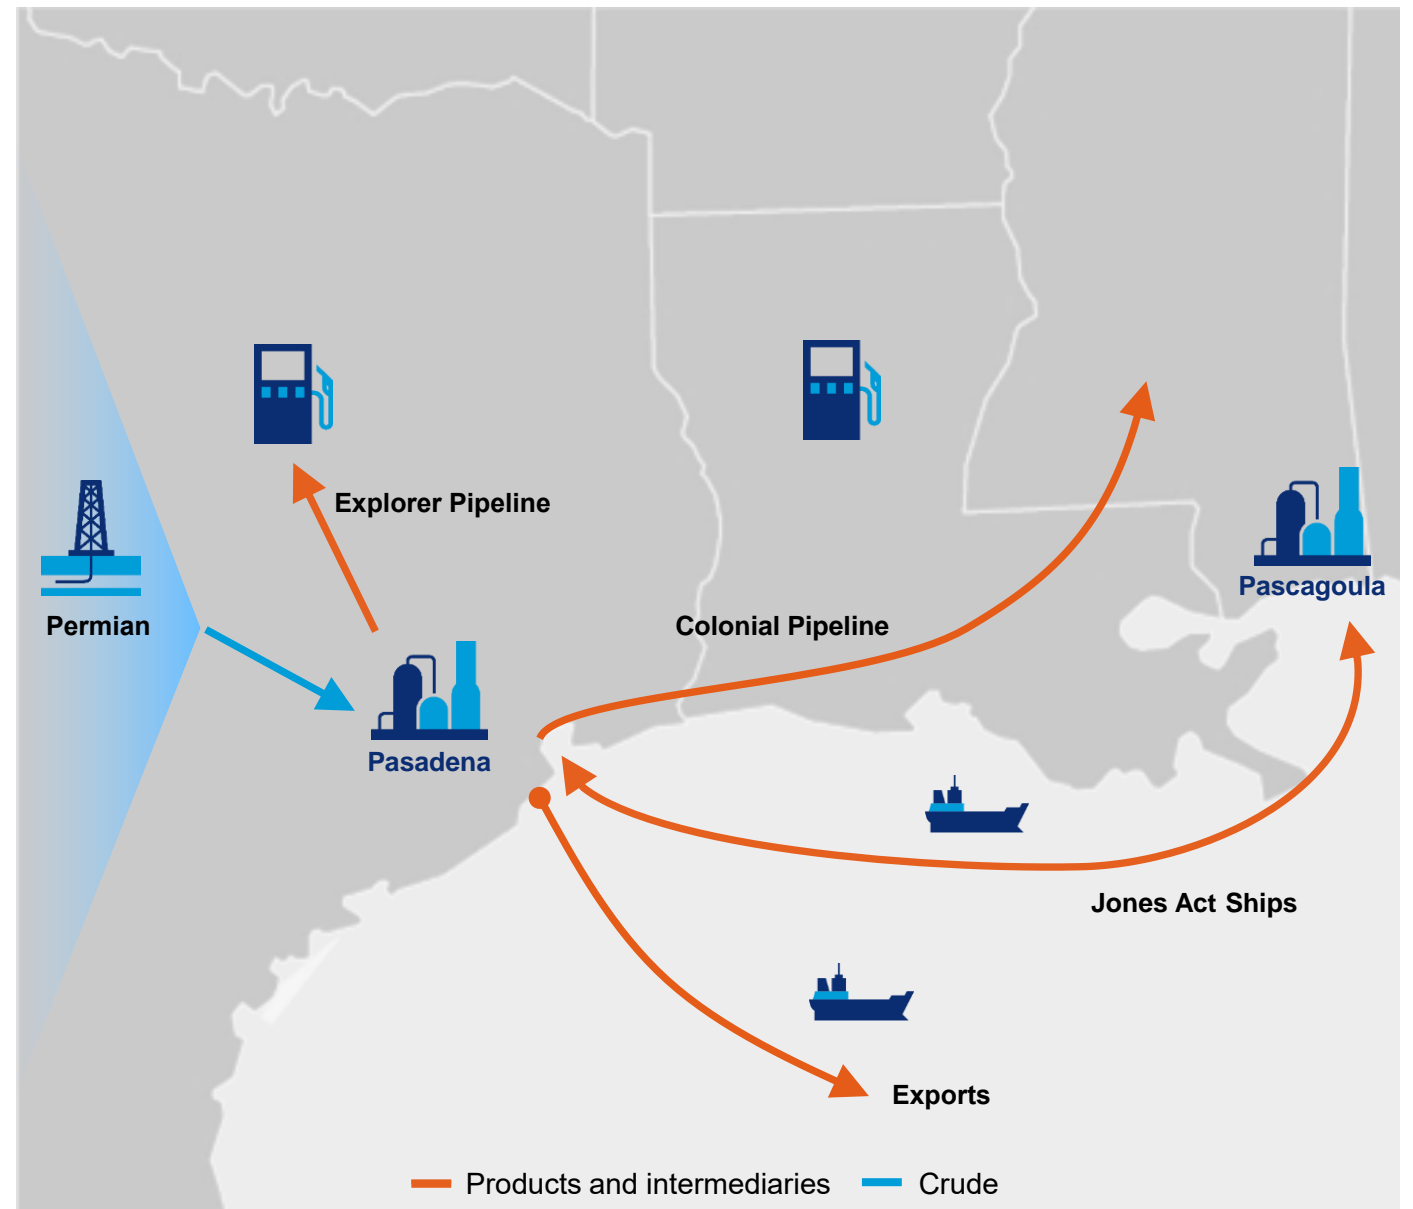 Explorer Pipeline
Permian
Pasadena
Colonial Pipeline
Pascagoula
Jones Act Ships
Exports
Products and intermediaries
Crude